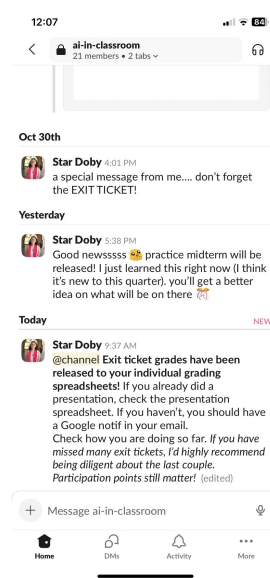 12:07
84
ai-in-classroom
21 members • 2 tabs
Oct 30th
Star Doby 4:01 PM
a special message from me.... don't forget
the EXIT TICKET!
Yesterday
Star Doby 5:38 PM
Good newsssss 🥳 practice midterm will be
released! I just learned this right now (I think
it's new to this quarter). you'll get a better
idea on what will be on there 🎊
Today
NEW
Star Doby 9:37 AM
@channel Exit ticket grades have been
released to your individual grading
spreadsheets! If you already did a
presentation, check the presentation
spreadsheet. If you haven't, you should have
a Google notif in your email.
Check how you are doing so far. If you have
missed many exit tickets, I'd highly recommend
being diligent about the last couple.
Participation points still matter! (edited)
Message ai-in-classroom
Home
DMs
Activity
More